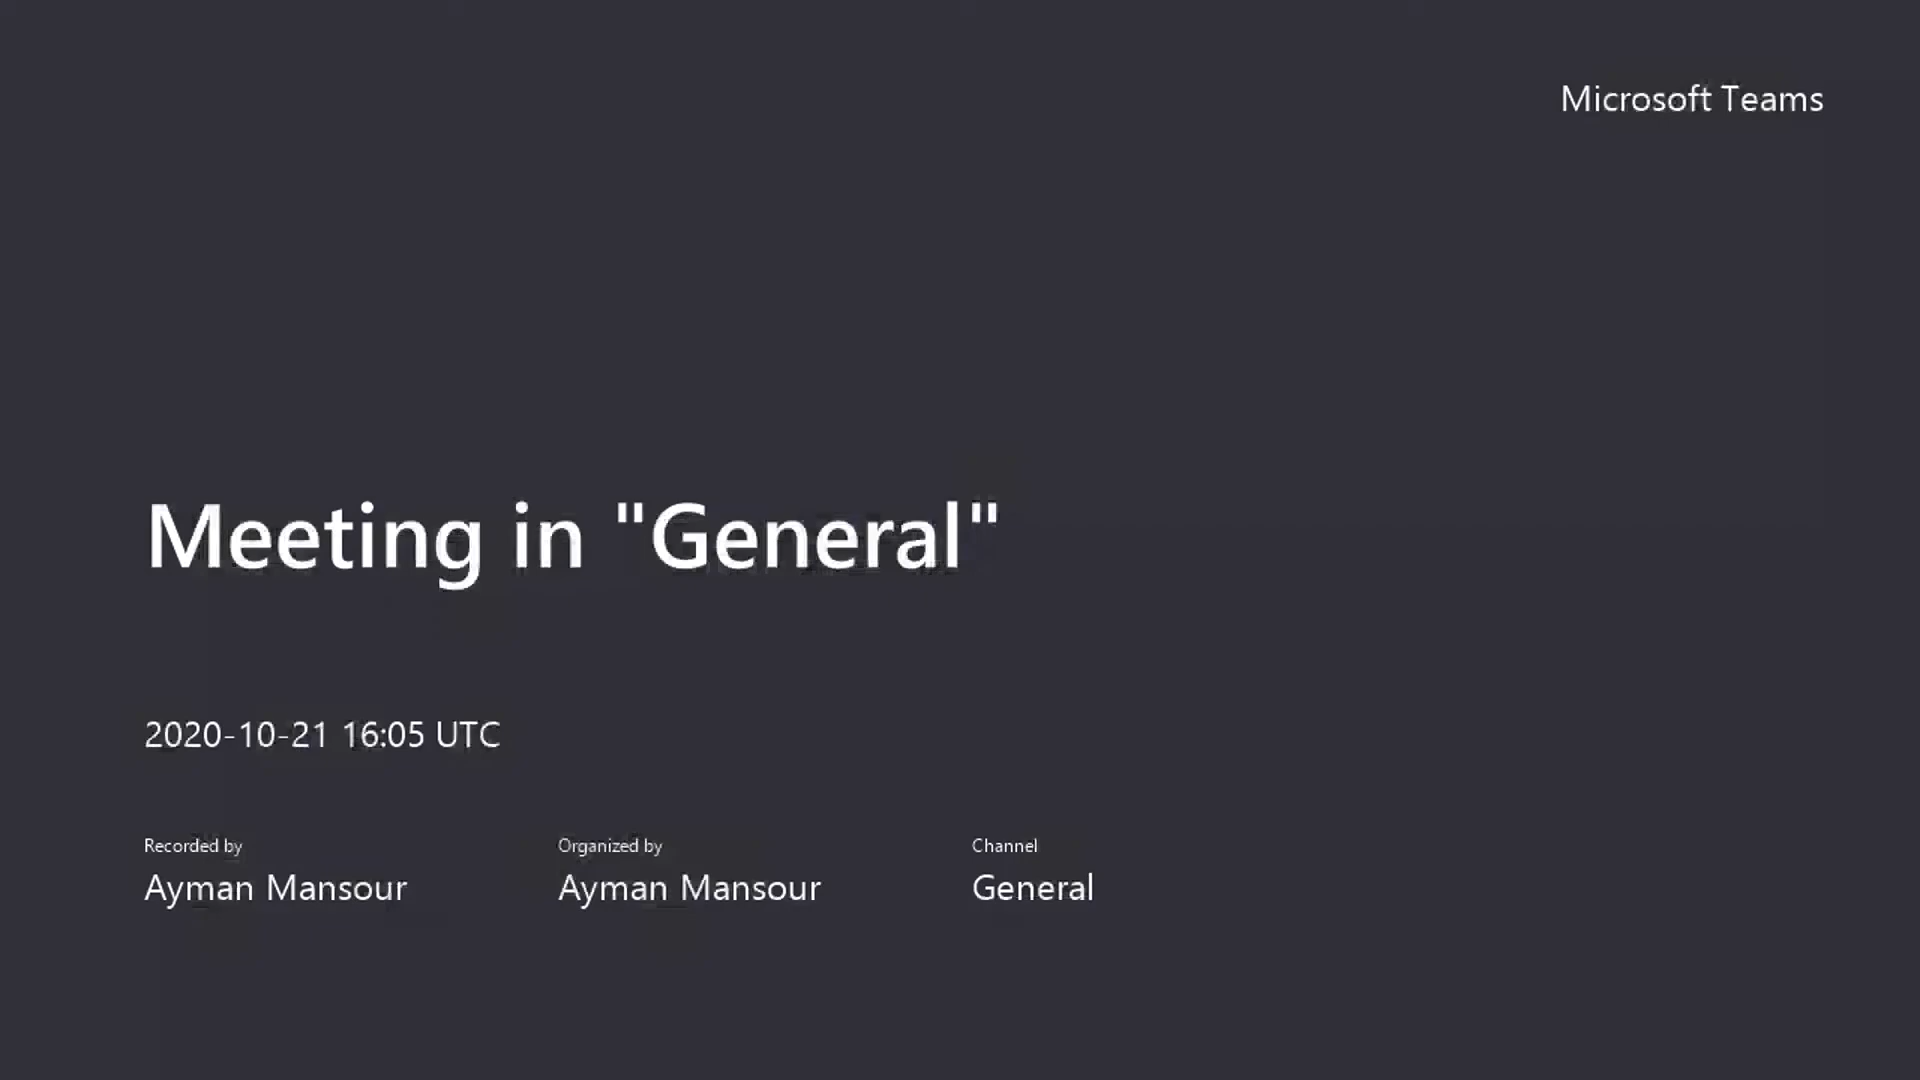 Microsoft Teams
Meeting in "General"
2020-10-21 16:05 UTC
Recorded by
Ayman Mansour
Organized by
Ayman Mansour
Channel
General